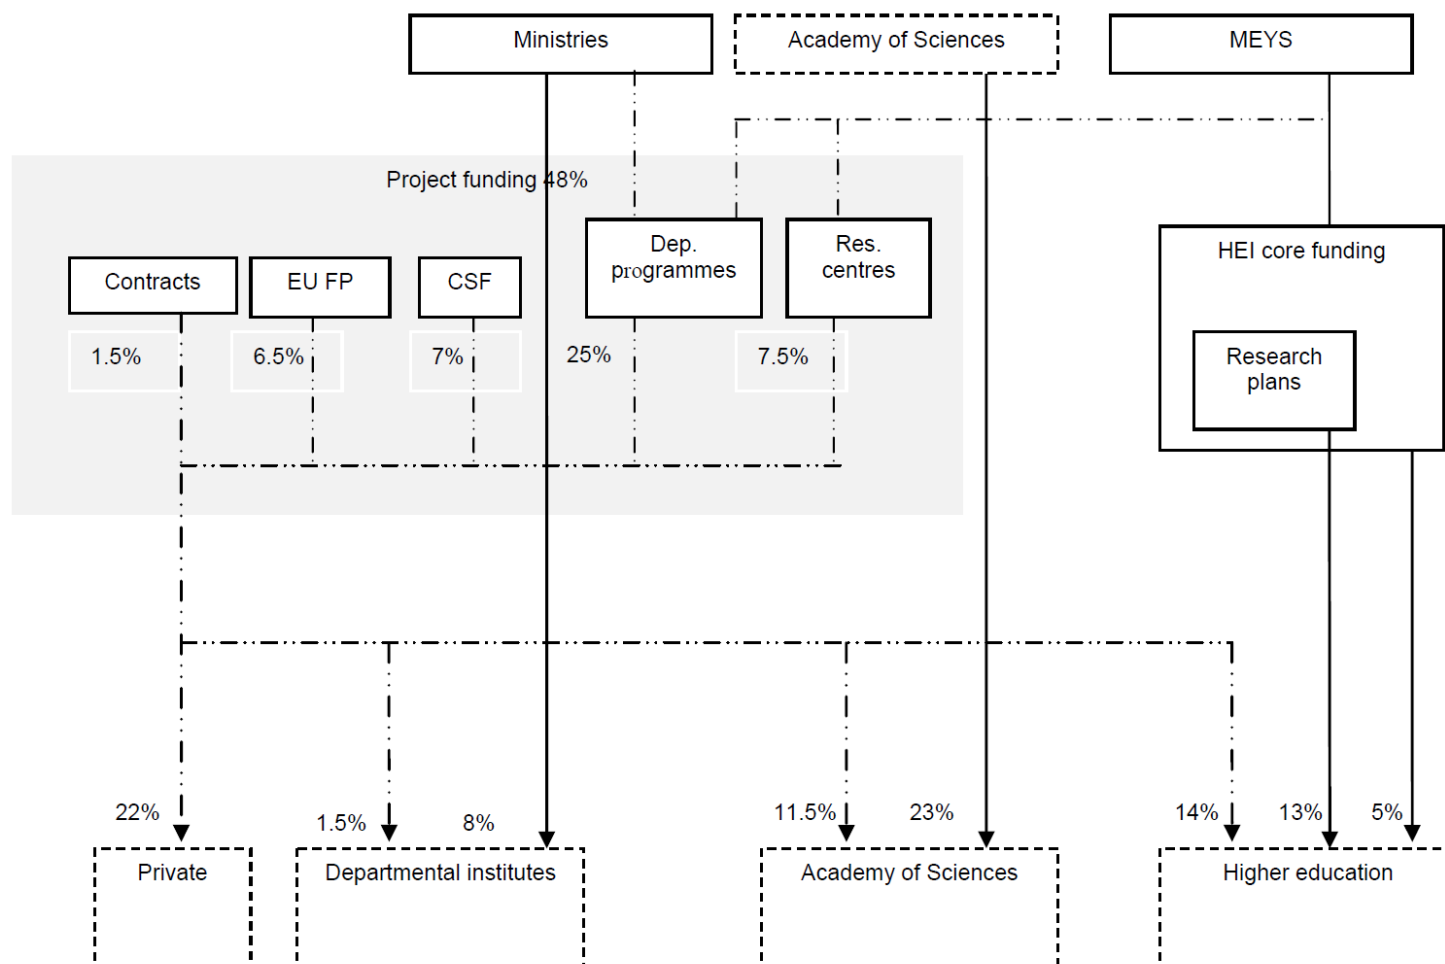 Ministries
Academy of Sciences
MEYS
Project funding 48%
Dep.
programmes
Res.
centres
HEI core funding
Contracts
EU FP
CSF
1.5%
6.5%
7%
25%
7.5%
Research
plans
22%
1.5%
8%
11.5%
23%
14%
13%
5%
Private
Departmental institutes
Academy of Sciences
Higher education